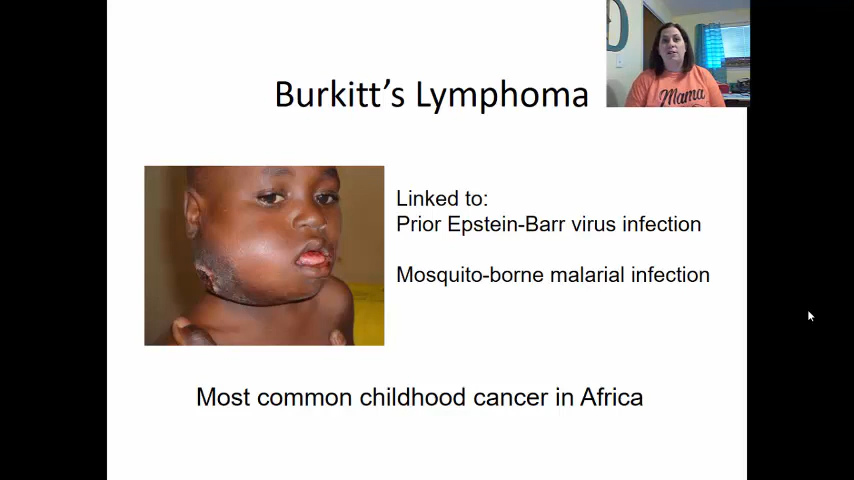 Burkitt’s Lymphoma
Mama
Linked to:
Prior Epstein-Barr virus infection
Mosquito-borne malarial infection
Most common childhood cancer in Africa